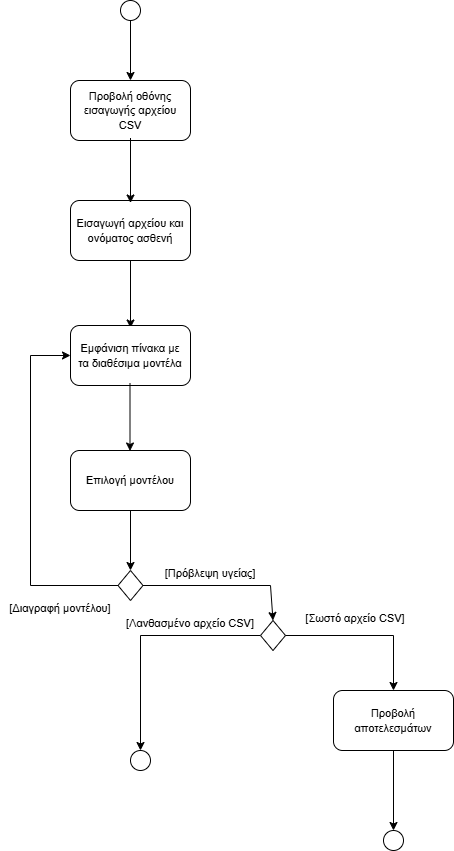 Προβολή οθόνης
εισαγωγής αρχείου
CSV
Εισαγωγή αρχείου και
ονόματος ασθενή
Εμφάνιση πίνακα με
τα διαθέσιμα μοντέλα
Επιλογή μοντέλου
[Πρόβλεψη υγείας]
[Διαγραφή μοντέλου]
[Λανθασμένο αρχείο CSV]
[Σωστό αρχείο CSV]
Προβολή
αποτελεσμάτων